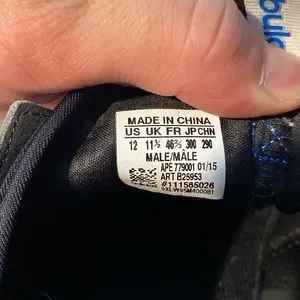 MADE IN CHINA
US UK FR JP CHN
12 11½ 46⅔ 300 290
MALE/MÂLE
APE 779001 01/15
ART B25953
#111565026